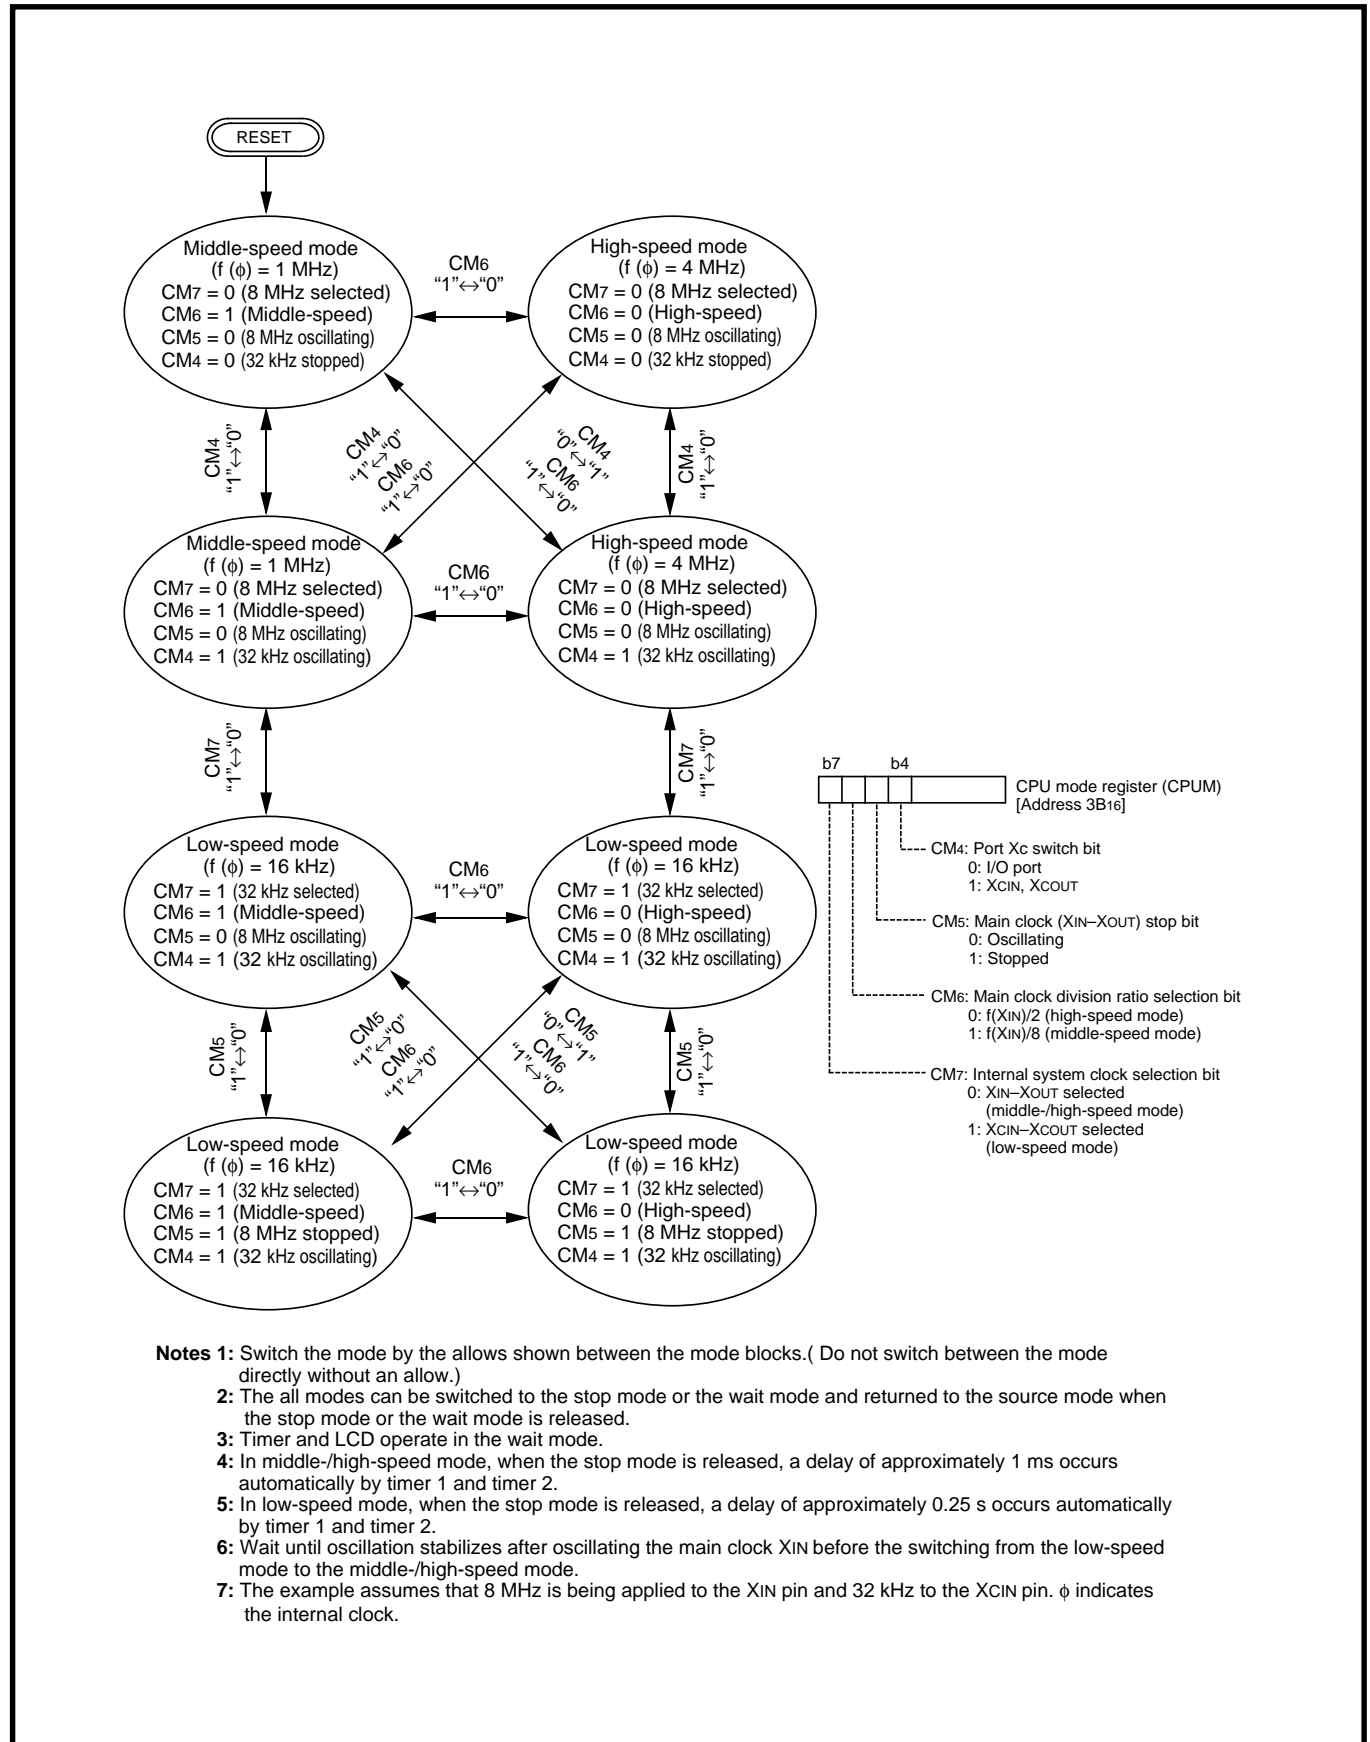 RESET
Middle-speed mode
(f (ϕ) = 1 MHz)
CM7 = 0 (8 MHz selected)
CM6 = 1 (Middle-speed)
CM5 = 0 (8 MHz oscillating)
CM4 = 0 (32 kHz stopped)
CM6
“1”↔“0”
High-speed mode
(f (ϕ) = 4 MHz)
CM7 = 0 (8 MHz selected)
CM6 = 0 (High-speed)
CM5 = 0 (8 MHz oscillating)
CM4 = 0 (32 kHz stopped)
CM4
“1”↔“0”
CM4
“1”↔“0”
CM6
“1”↔“0”
CM4
“0”↔“1”
CM6
“1”↔“0”
CM4
“1”↔“0”
Middle-speed mode
(f (ϕ) = 1 MHz)
CM7 = 0 (8 MHz selected)
CM6 = 1 (Middle-speed)
CM5 = 0 (8 MHz oscillating)
CM4 = 1 (32 kHz oscillating)
CM6
“1”↔“0”
High-speed mode
(f (ϕ) = 4 MHz)
CM7 = 0 (8 MHz selected)
CM6 = 0 (High-speed)
CM5 = 0 (8 MHz oscillating)
CM4 = 1 (32 kHz oscillating)
CM7
“1”↔“0”
CM7
“1”↔“0”
Low-speed mode
(f (ϕ) = 16 kHz)
CM7 = 1 (32 kHz selected)
CM6 = 1 (Middle-speed)
CM5 = 0 (8 MHz oscillating)
CM4 = 1 (32 kHz oscillating)
CM6
“1”↔“0”
Low-speed mode
(f (ϕ) = 16 kHz)
CM7 = 1 (32 kHz selected)
CM6 = 0 (High-speed)
CM5 = 0 (8 MHz oscillating)
CM4 = 1 (32 kHz oscillating)
CM5
“1”↔“0”
CM5
“1”↔“0”
CM6
“1”↔“0”
CM5
“0”↔“1”
CM6
“1”↔“0”
CM5
“1”↔“0”
Low-speed mode
(f (ϕ) = 16 kHz)
CM7 = 1 (32 kHz selected)
CM6 = 1 (Middle-speed)
CM5 = 1 (8 MHz stopped)
CM4 = 1 (32 kHz oscillating)
CM6
“1”↔“0”
Low-speed mode
(f (ϕ) = 16 kHz)
CM7 = 1 (32 kHz selected)
CM6 = 0 (High-speed)
CM5 = 1 (8 MHz stopped)
CM4 = 1 (32 kHz oscillating)
b7 b4
CPU mode register (CPUM)
[Address 3B16]
CM4: Port Xc switch bit
0: I/O port
1: XCIN, XCOUT
CM5: Main clock (XIN–XOUT) stop bit
0: Oscillating
1: Stopped
CM6: Main clock division ratio selection bit
0: f(XIN)/2 (high-speed mode)
1: f(XIN)/8 (middle-speed mode)
CM7: Internal system clock selection bit
0: XIN–XOUT selected
(middle-/high-speed mode)
1: XCIN–XCOUT selected
(low-speed mode)
Notes 1: Switch the mode by the allows shown between the mode blocks.( Do not switch between the mode
directly without an allow.)
2: The all modes can be switched to the stop mode or the wait mode and returned to the source mode when
the stop mode or the wait mode is released.
3: Timer and LCD operate in the wait mode.
4: In middle-/high-speed mode, when the stop mode is released, a delay of approximately 1 ms occurs
automatically by timer 1 and timer 2.
5: In low-speed mode, when the stop mode is released, a delay of approximately 0.25 s occurs automatically
by timer 1 and timer 2.
6: Wait until oscillation stabilizes after oscillating the main clock XIN before the switching from the low-speed
mode to the middle-/high-speed mode.
7: The example assumes that 8 MHz is being applied to the XIN pin and 32 kHz to the XCIN pin. ϕ indicates
the internal clock.